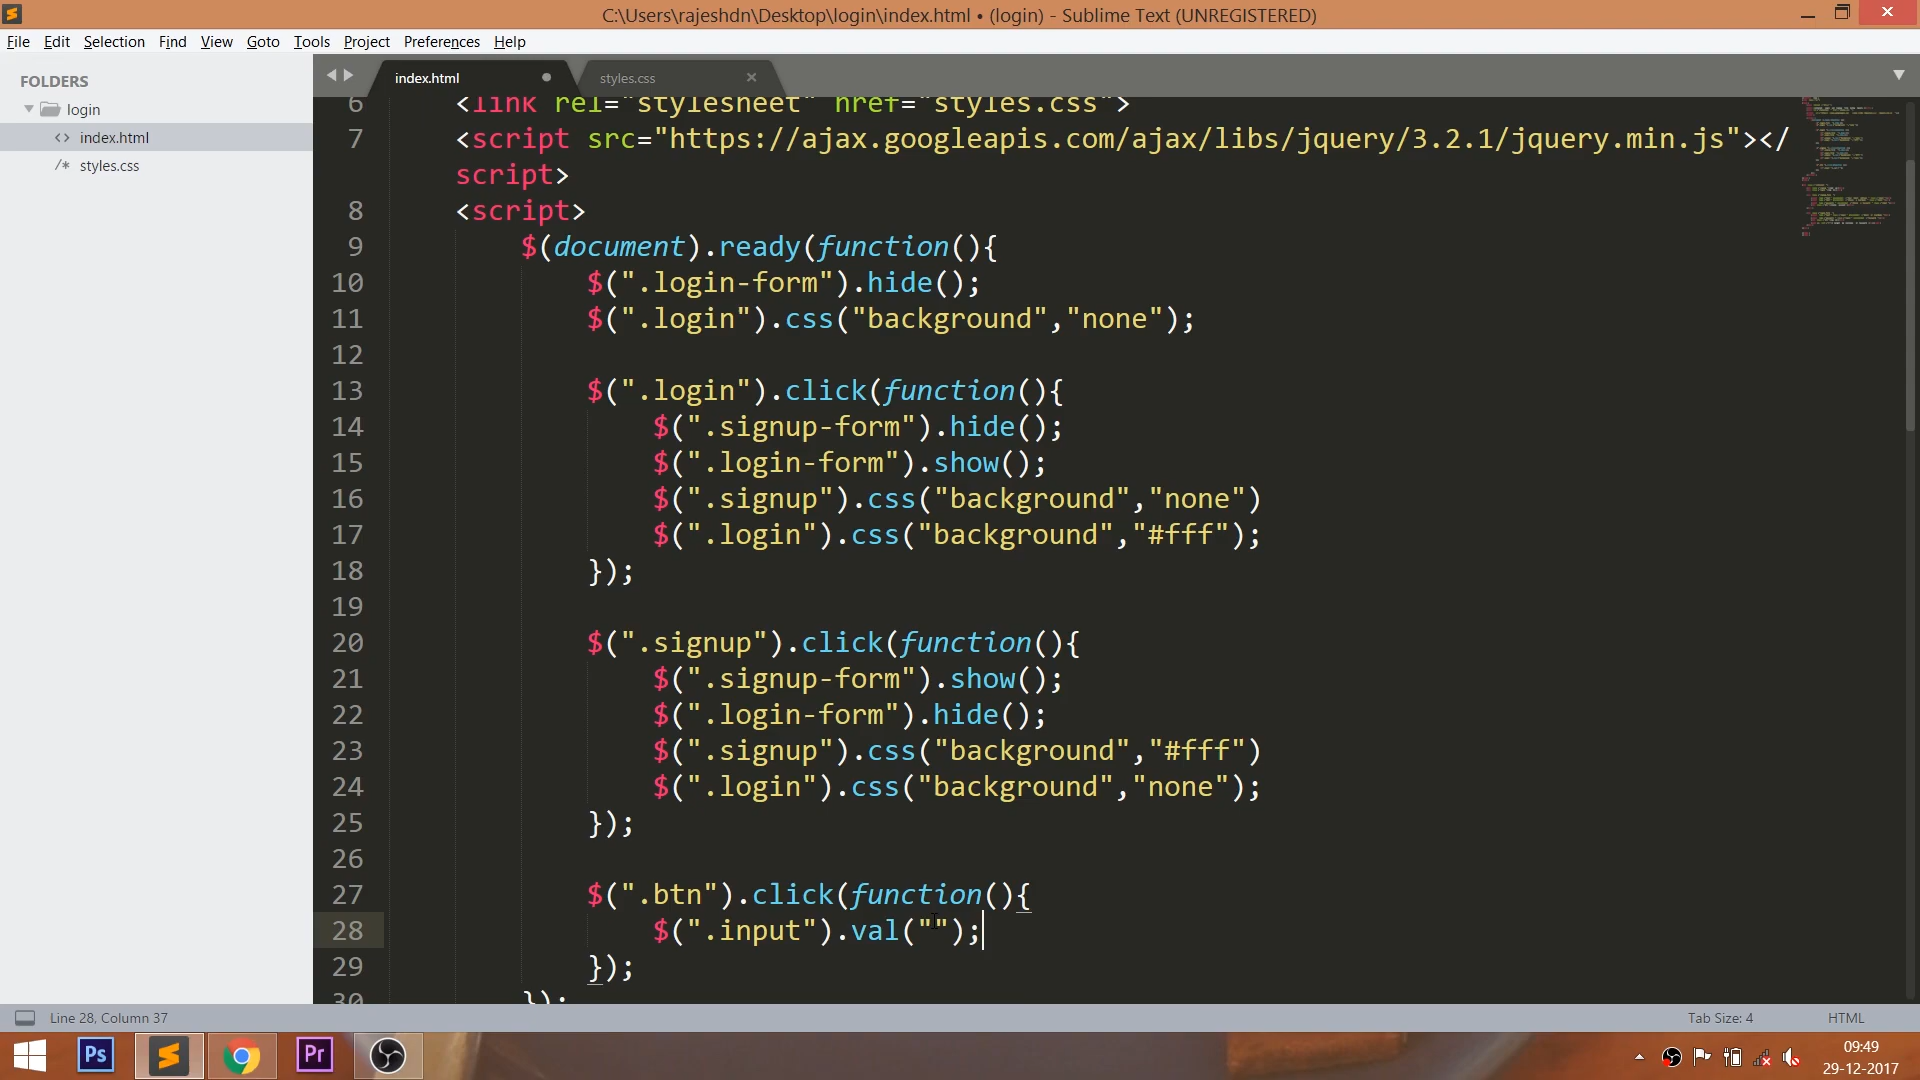 C:\Users\rajeshdn\Desktop\login\index.html • (login) - Sublime Text (UNREGISTERED)
File Edit Selection Find View Goto Tools Project Preferences Help
FOLDERS
login
<> index.html
/* styles.css
index.html
styles.css
6 <link rel="stylesheet" href="styles.css">
7 <script src="https://ajax.googleapis.com/ajax/libs/jquery/3.2.1/jquery.min.js"></
script>
8 <script>
9 $(document).ready(function(){
10 $(".login-form").hide();
11 $(".login").css("background","none");
12
13 $(".login").click(function(){
14 $(".signup-form").hide();
15 $(".login-form").show();
16 $(".signup").css("background","none")
17 $(".login").css("background","#fff");
18 });
19
20 $(".signup").click(function(){
21 $(".signup-form").show();
22 $(".login-form").hide();
23 $(".signup").css("background","#fff")
24 $(".login").css("background","none");
25 });
26
27 $(".btn").click(function(){
28 $(".input").val("");
29 });
30 });
Line 28, Column 37
Tab Size: 4
HTML
Ps
Pr
09:49
29-12-2017